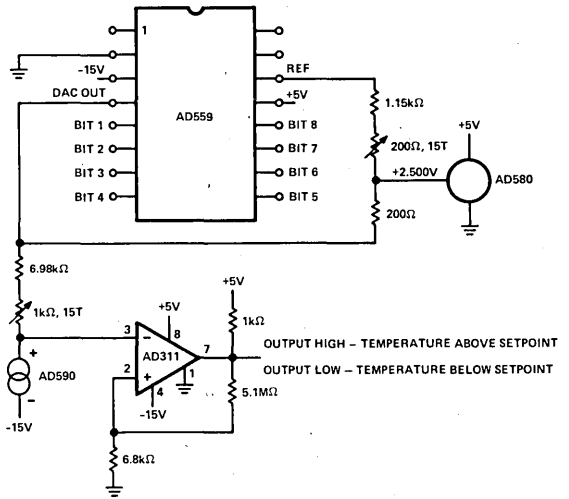 1
-15V
REF
DAC OUT
+5V
AD559
BIT 1
BIT 8
BIT 2
BIT 7
BIT 3
BIT 6
BIT 4
BIT 5
1.15kΩ
200Ω, 15T
+2.500V
+5V
AD580
200Ω
6.98kΩ
1kΩ, 15T
+
AD590
-
-15V
+5V
3
-
8
AD311
7
2
+
4
1
-15V
+5V
1kΩ
OUTPUT HIGH – TEMPERATURE ABOVE SETPOINT
OUTPUT LOW – TEMPERATURE BELOW SETPOINT
5.1MΩ
6.8kΩ